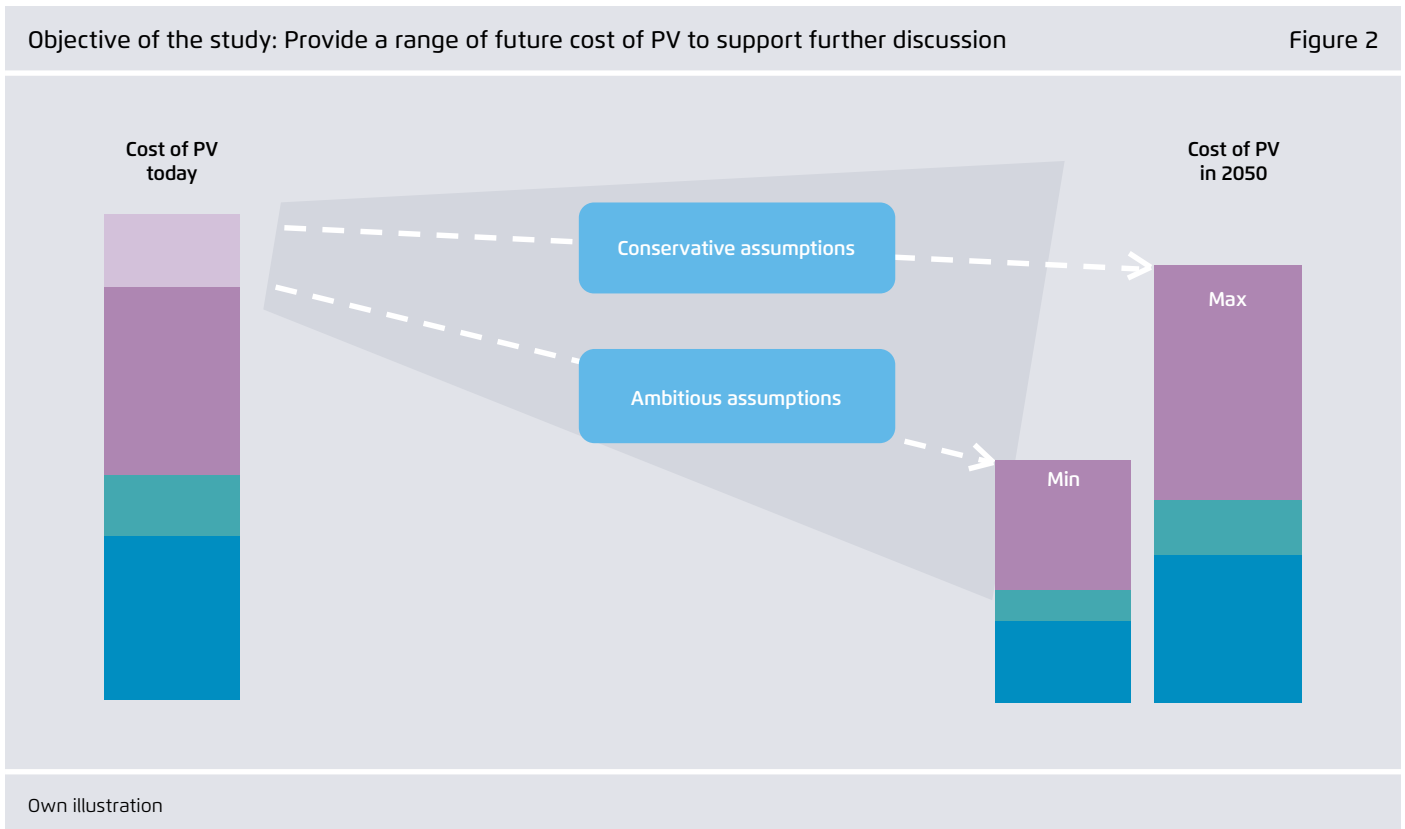 Objective of the study: Provide a range of future cost of PV to support further discussion
Figure 2
Cost of PV
today
Cost of PV
in 2050
Conservative assumptions
Max
Ambitious assumptions
Min
Own illustration